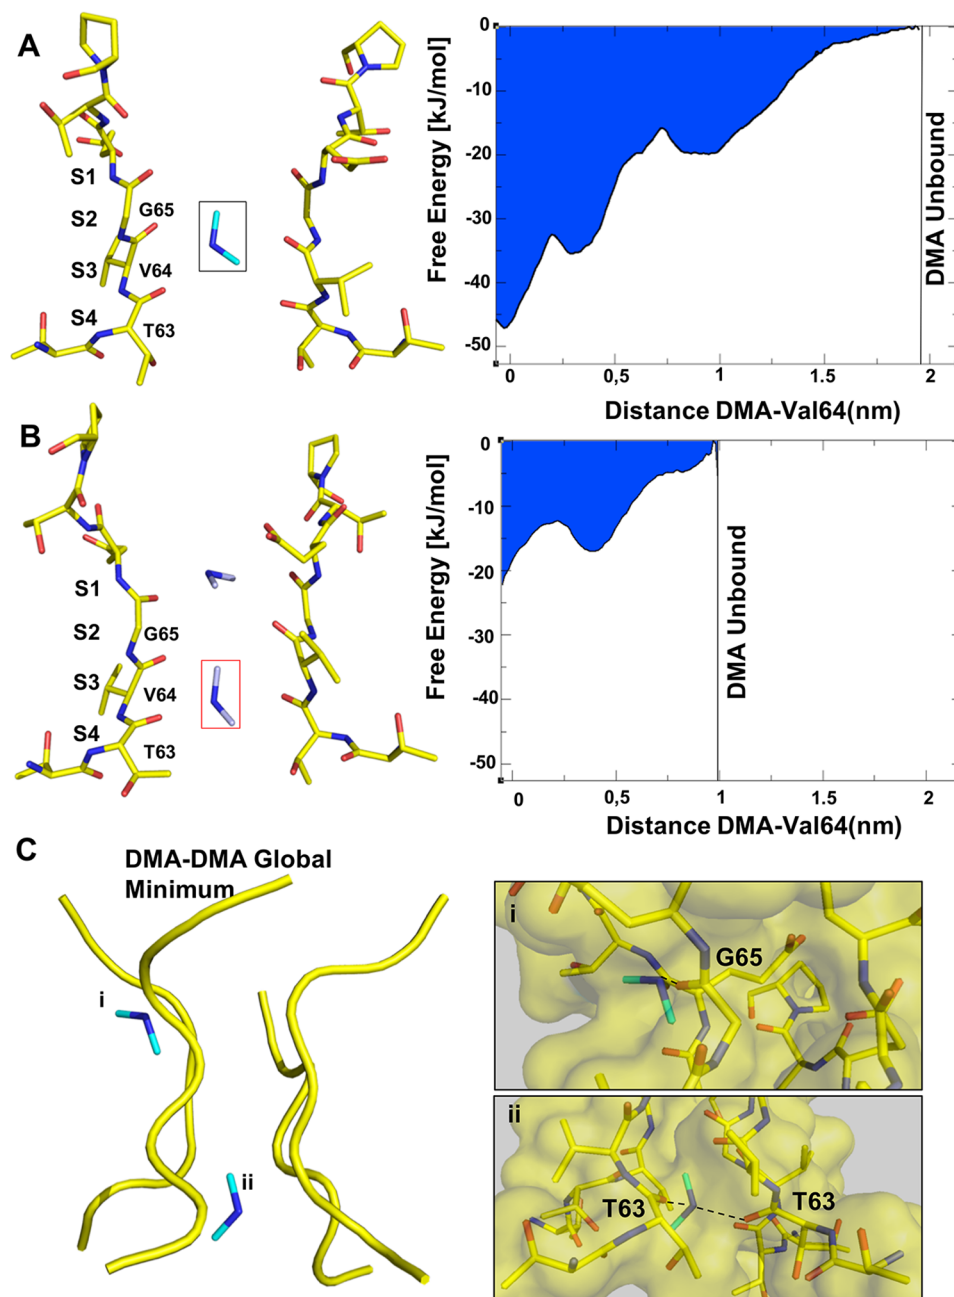 A
S1
S2
G65
S3
V64
S4
T63
Free Energy [kJ/mol]
0
-10
-20
-30
-40
-50
DMA Unbound
0
0,5
1
1.5
2
Distance DMA-Val64(nm)
B
S1
S2
G65
S3
V64
S4
T63
Free Energy [kJ/mol]
0
-10
-20
-30
-40
-50
DMA Unbound
0
0,5
1
1.5
2
Distance DMA-Val64(nm)
C
DMA-DMA Global
Minimum
i
ii
i
G65
ii
T63
T63